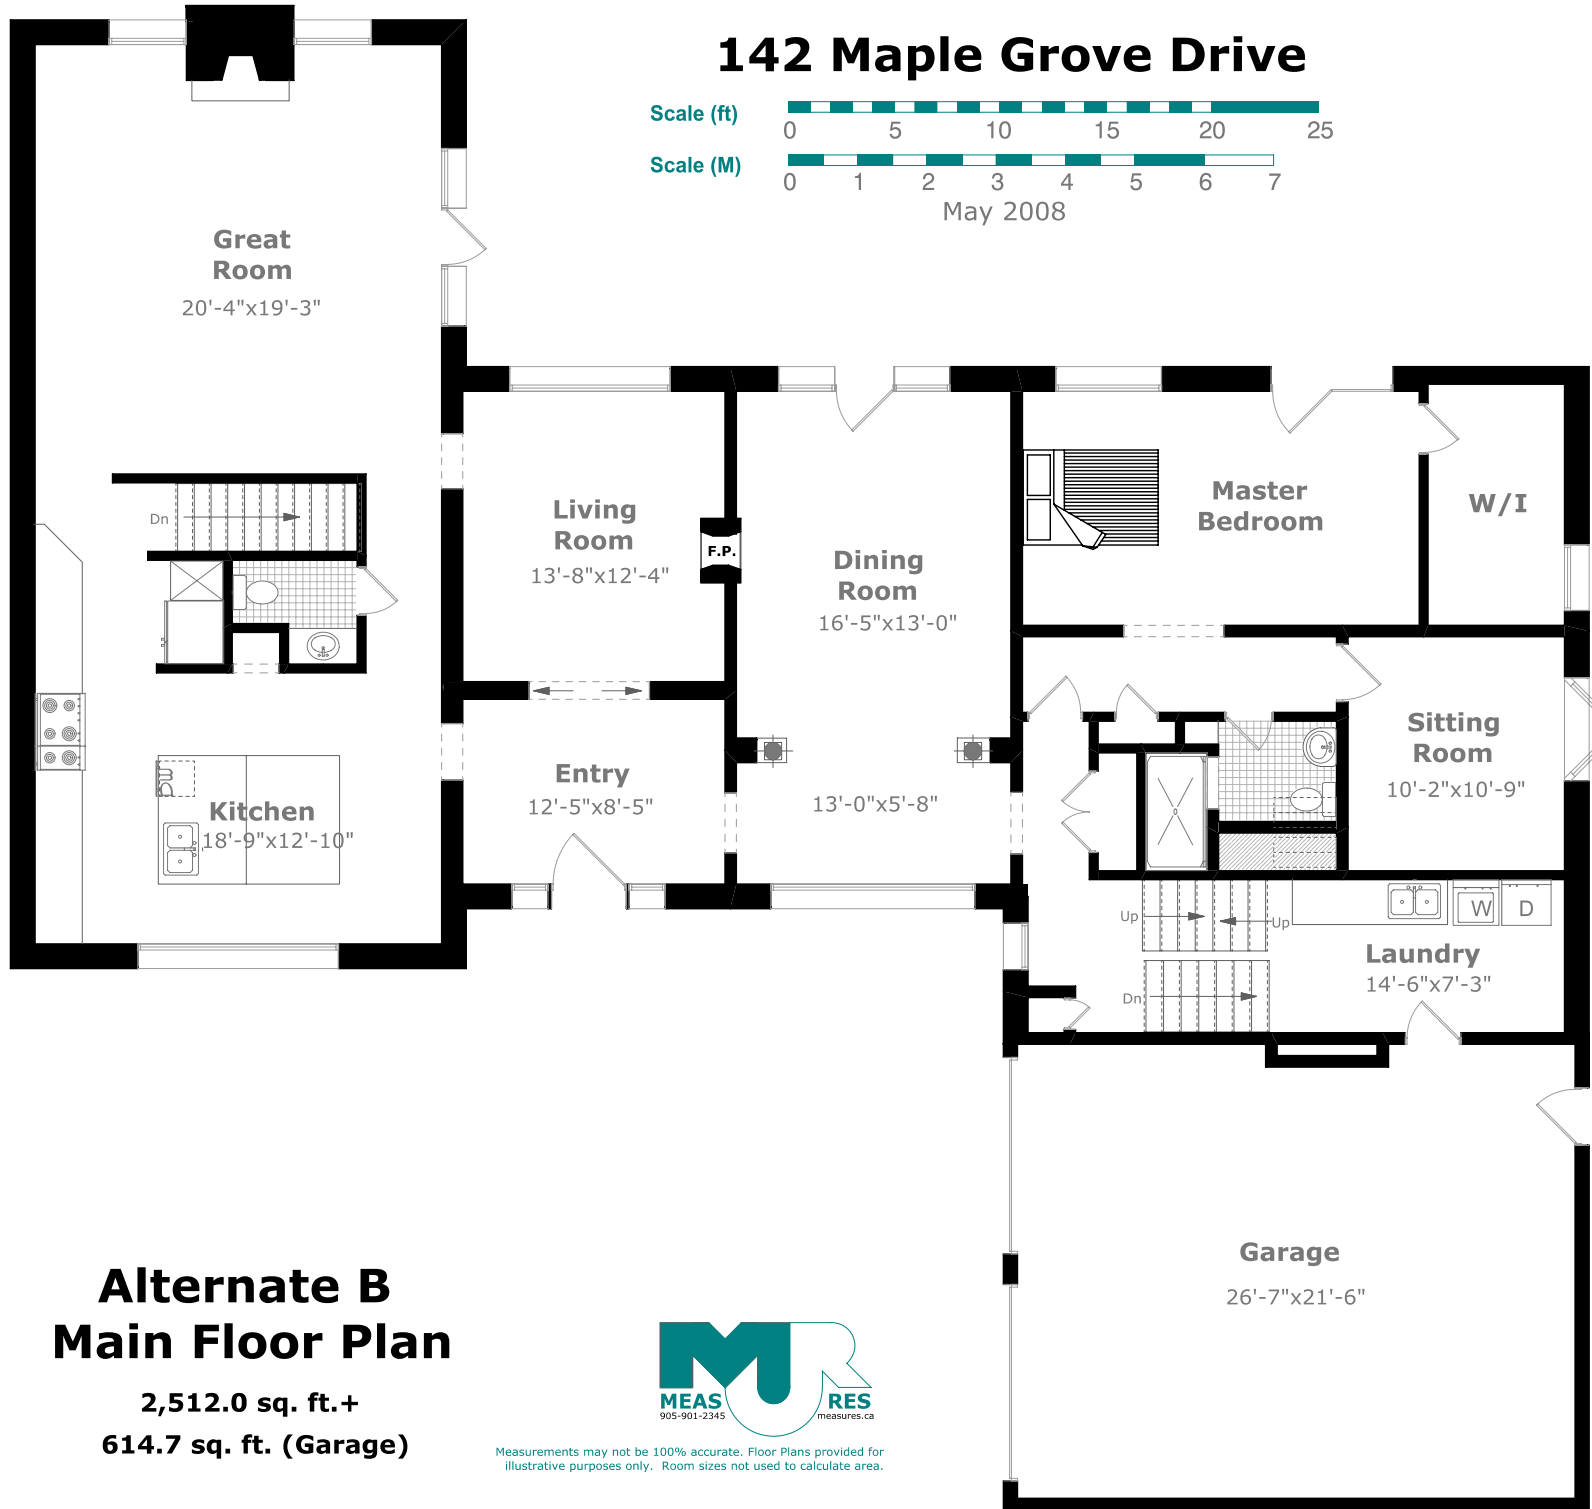 142 Maple Grove Drive
Scale (ft)
0 5 10 15 20 25
Scale (M)
0 1 2 3 4 5 6 7
May 2008
Great
Room
20'-4"x19'-3"
Dn
Living
Room
13'-8"x12'-4"
F.P.
Dining
Room
16'-5"x13'-0"
Master
Bedroom
W/I
Kitchen
18'-9"x12'-10"
Entry
12'-5"x8'-5"
13'-0"x5'-8"
Sitting
Room
10'-2"x10'-9"
Up
Up
Dn
W
D
Laundry
14'-6"x7'-3"
Garage
26'-7"x21'-6"
Alternate B
Main Floor Plan
2,512.0 sq. ft.+
614.7 sq. ft. (Garage)
MEAS RES
905-901-2345 measures.ca
Measurements may not be 100% accurate. Floor Plans provided for
illustrative purposes only. Room sizes not used to calculate area.